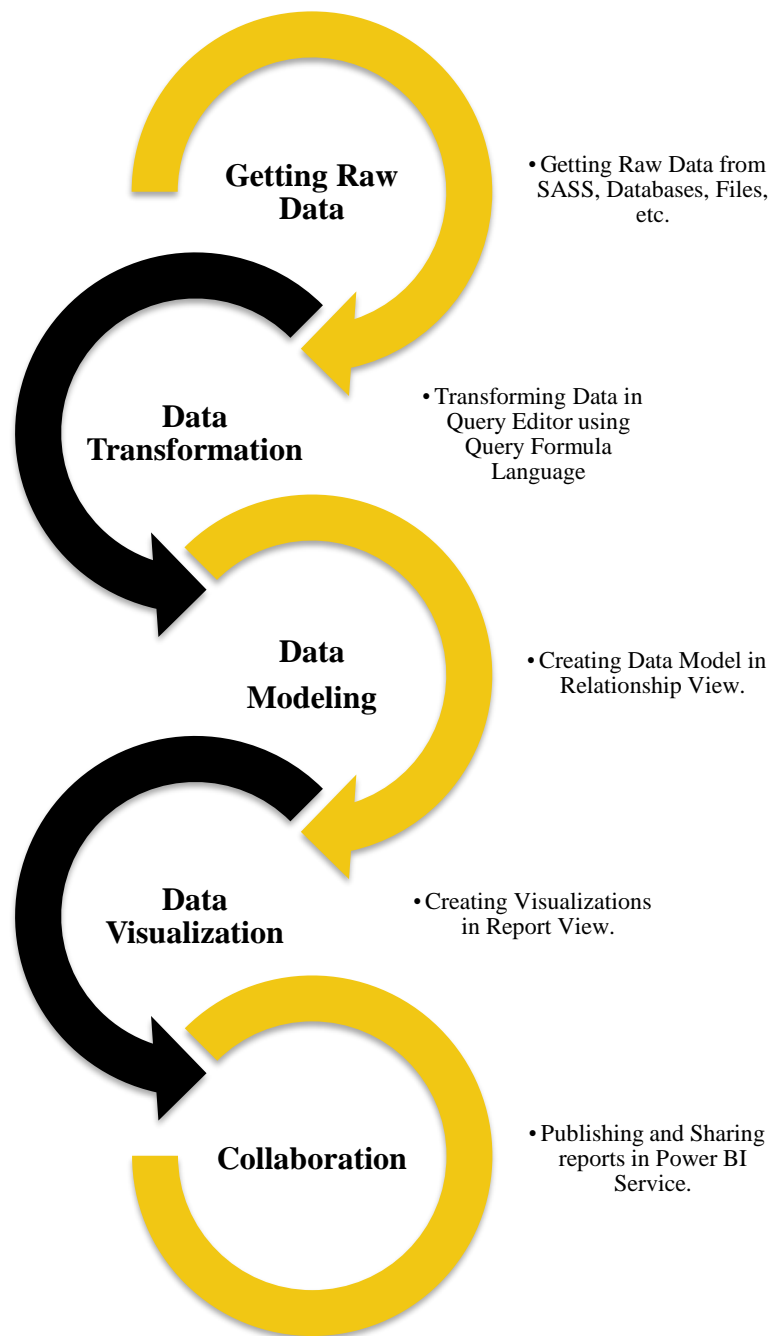 Getting Raw
Data
• Getting Raw Data from
SASS, Databases, Files,
etc.
Data
Transformation
• Transforming Data in
Query Editor using
Query Formula
Language
Data
Modeling
• Creating Data Model in
Relationship View.
Data
Visualization
• Creating Visualizations
in Report View.
Collaboration
• Publishing and Sharing
reports in Power BI
Service.